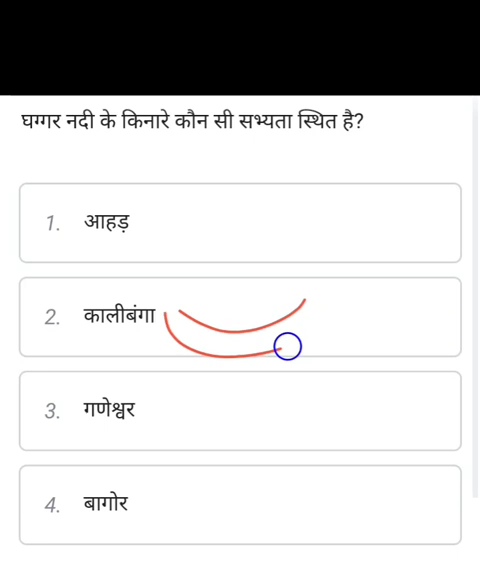 घग्गर नदी के किनारे कौन सी सभ्यता स्थित है?
1. आहड़
2. कालीबंगा
3. गणेश्वर
4. बागोर